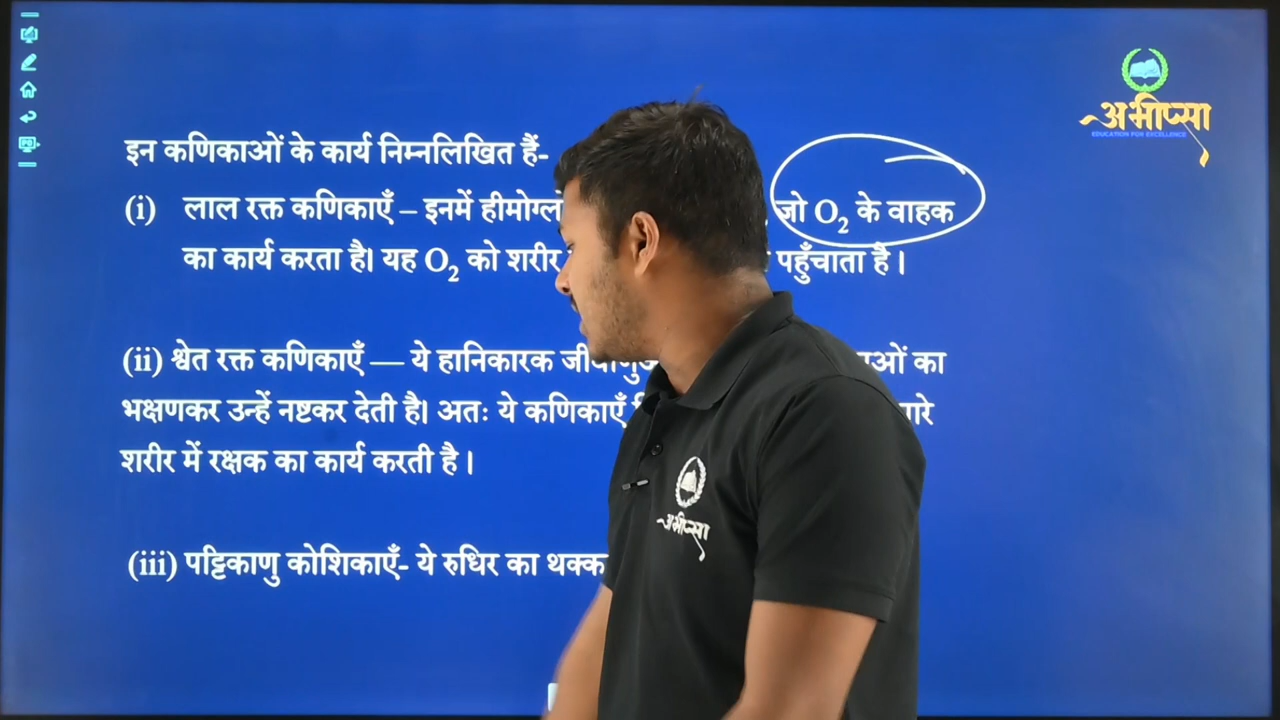 अभीप्सा
EDUCATION FOR EXCELLENCE
इन कणिकाओं के कार्य निम्नलिखित हैं-
(i) लाल रक्त कणिकाएँ – इनमें जो O₂ के वाहक
का कार्य करता है। यह O₂ को शरीर पहुँचाता है।
(ii) श्वेत रक्त कणिकाएँ — ये हानिकारक का
भक्षणकर उन्हें नष्टकर देती है। अतः ये कणिकाएँ
शरीर में रक्षक का कार्य करती है।
(iii) पट्टिकाणु कोशिकाएँ- ये रुधिर का
अभीप्सा